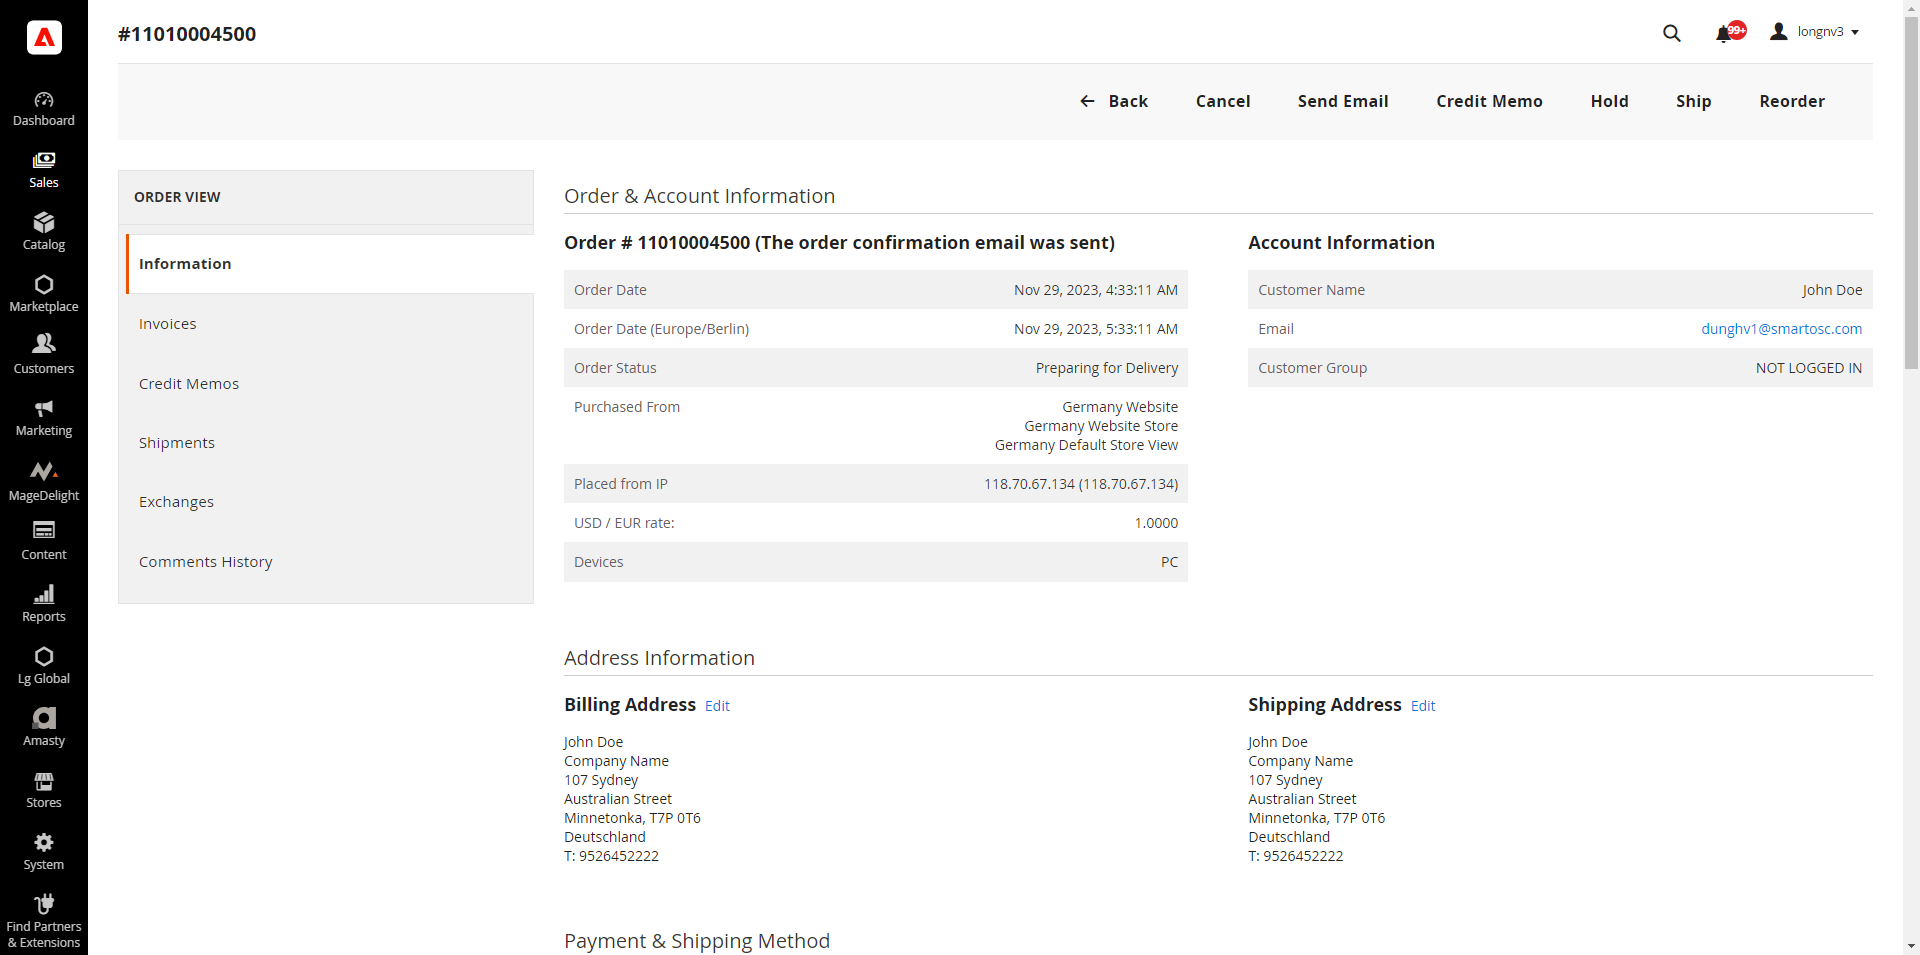 #11010004500
99+
longnv3
Back
Cancel
Send Email
Credit Memo
Hold
Ship
Reorder
Dashboard
Sales
Catalog
Marketplace
Customers
Marketing
MageDelight
Content
Reports
Lg Global
Amasty
Stores
System
Find Partners
& Extensions
ORDER VIEW
Information
Invoices
Credit Memos
Shipments
Exchanges
Comments History
Order & Account Information
Order # 11010004500 (The order confirmation email was sent)
Order Date Nov 29, 2023, 4:33:11 AM
Order Date (Europe/Berlin) Nov 29, 2023, 5:33:11 AM
Order Status Preparing for Delivery
Purchased From Germany Website
Germany Website Store
Germany Default Store View
Placed from IP 118.70.67.134 (118.70.67.134)
USD / EUR rate: 1.0000
Devices PC
Account Information
Customer Name John Doe
Email dunghv1@smartosc.com
Customer Group NOT LOGGED IN
Address Information
Billing Address Edit
John Doe
Company Name
107 Sydney
Australian Street
Minnetonka, T7P 0T6
Deutschland
T: 9526452222
Shipping Address Edit
John Doe
Company Name
107 Sydney
Australian Street
Minnetonka, T7P 0T6
Deutschland
T: 9526452222
Payment & Shipping Method